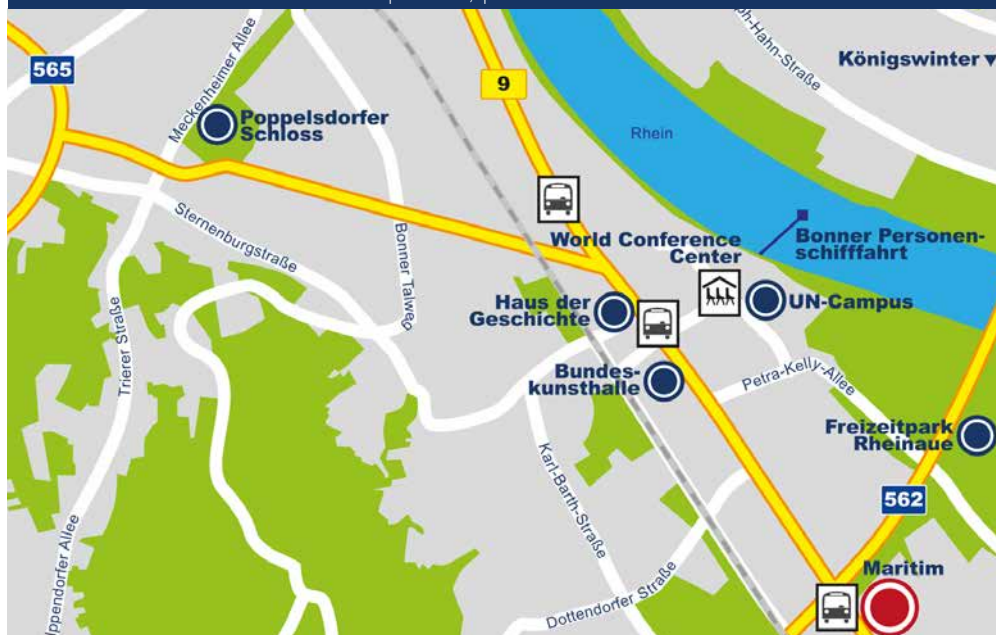 565
Meckenheimer Allee
Poppelsdorfer
Schloss
9
Königswinter
Rhein
Sternenburgstraße
Bonner Talweg
World Conference
Center
Bonner Personen-
schifffahrt
Haus der
Geschichte
UN-Campus
Trierer Straße
Bundes-
kunsthalle
Petra-Kelly-Allee
Freizeitpark
Rheinaue
Karl-Barth-Straße
562
Maritim
Dottendorfer Straße